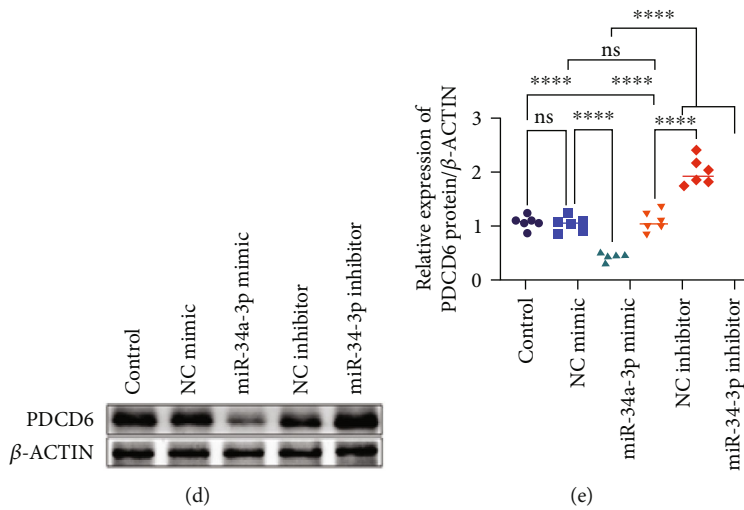 Control
NC mimic
miR-34a-3p mimic
NC inhibitor
miR-34-3p inhibitor
PDCD6
β-ACTIN
(d)
****
ns
**** ****
ns **** ****
Relative expression of
PDCD6 protein/β-ACTIN
3
2
1
0
Control
NC mimic
miR-34a-3p mimic
NC inhibitor
miR-34-3p inhibitor
(e)